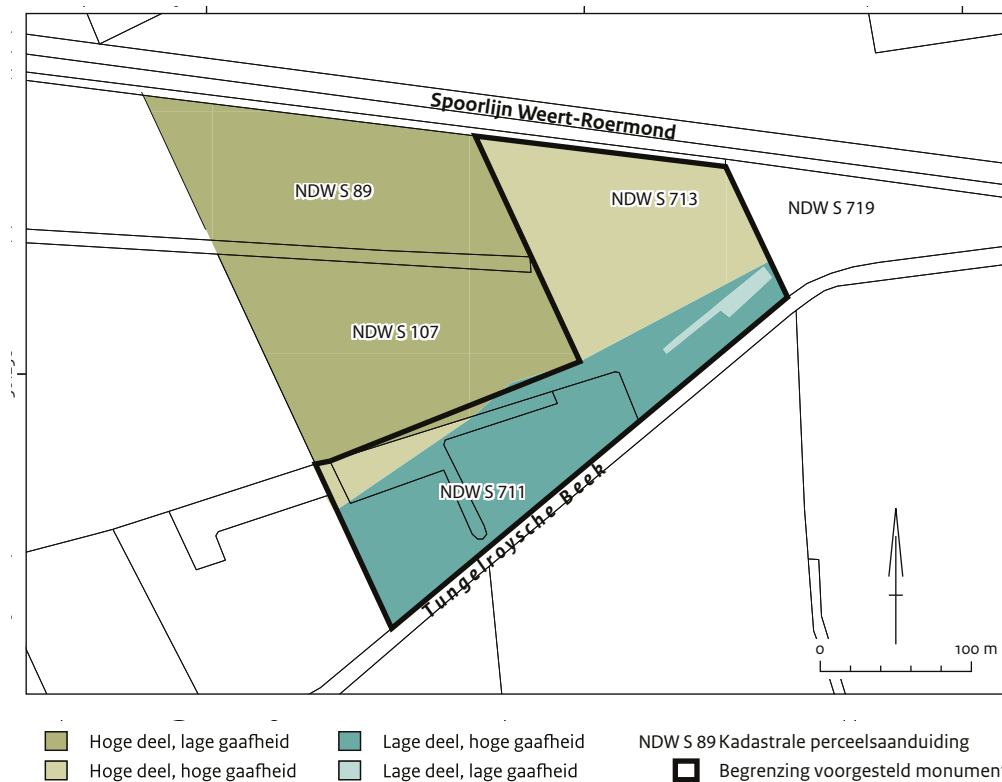 Spoorlijn Weert-Roermond
NDW S 89
NDW S 713
NDW S 719
NDW S 107
NDW S 711
Tungelroysche Beek
0 100 m
Hoge deel, lage gaafheid
Lage deel, hoge gaafheid
NDW S 89 Kadastrale perceelsaanduiding
Hoge deel, hoge gaafheid
Lage deel, lage gaafheid
Begrenzing voorgesteld monumen